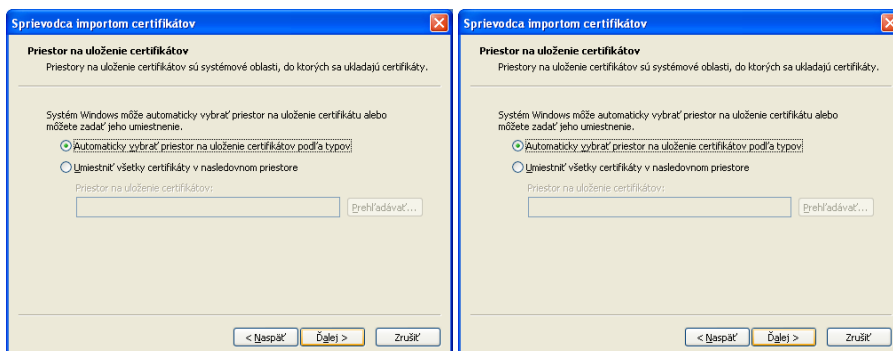 Sprievodca importom certifikátov
Priestor na uloženie certifikátov
Priestory na uloženie certifikátov sú systémové oblasti, do ktorých sa ukladajú certifikáty.
Systém Windows môže automaticky vybrať priestor na uloženie certifikátu alebo
môžete zadať jeho umiestnenie.
Automaticky vybrať priestor na uloženie certifikátov podľa typov
Umiestniť všetky certifikáty v nasledovnom priestore
Priestor na uloženie certifikátov:
Prehľadávať...
< Naspäť
Ďalej >
Zrušiť
Sprievodca importom certifikátov
Priestor na uloženie certifikátov
Priestory na uloženie certifikátov sú systémové oblasti, do ktorých sa ukladajú certifikáty.
Systém Windows môže automaticky vybrať priestor na uloženie certifikátu alebo
môžete zadať jeho umiestnenie.
Automaticky vybrať priestor na uloženie certifikátov podľa typov
Umiestniť všetky certifikáty v nasledovnom priestore
Priestor na uloženie certifikátov:
Prehľadávať...
< Naspäť
Ďalej >
Zrušiť